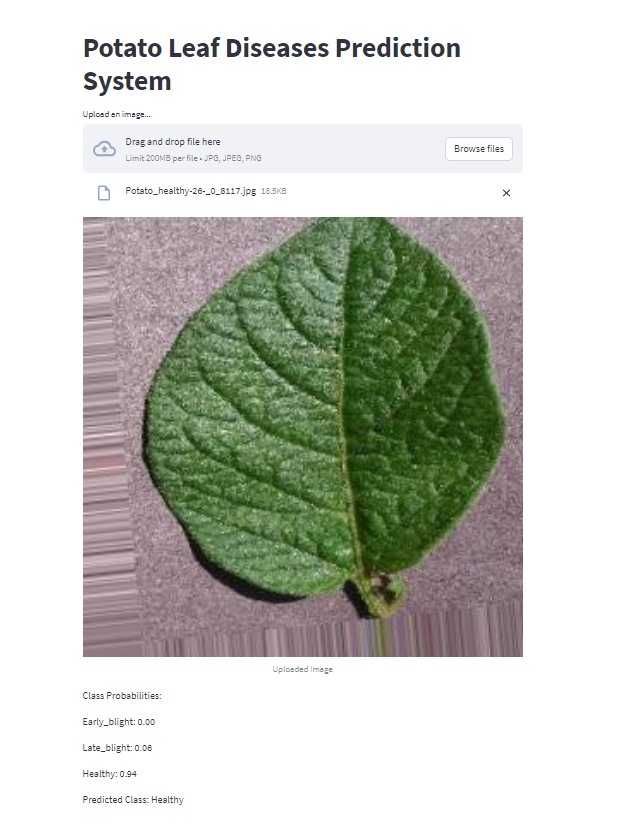 Potato Leaf Diseases Prediction
System
Upload an image...
Drag and drop file here
Limit 200MB per file • JPG, JPEG, PNG
Browse files
Potato_healthy-26-_0_8117.jpg 18.5KB
Uploaded Image
Class Probabilities:
Early_blight: 0.00
Late_blight: 0.06
Healthy: 0.94
Predicted Class: Healthy